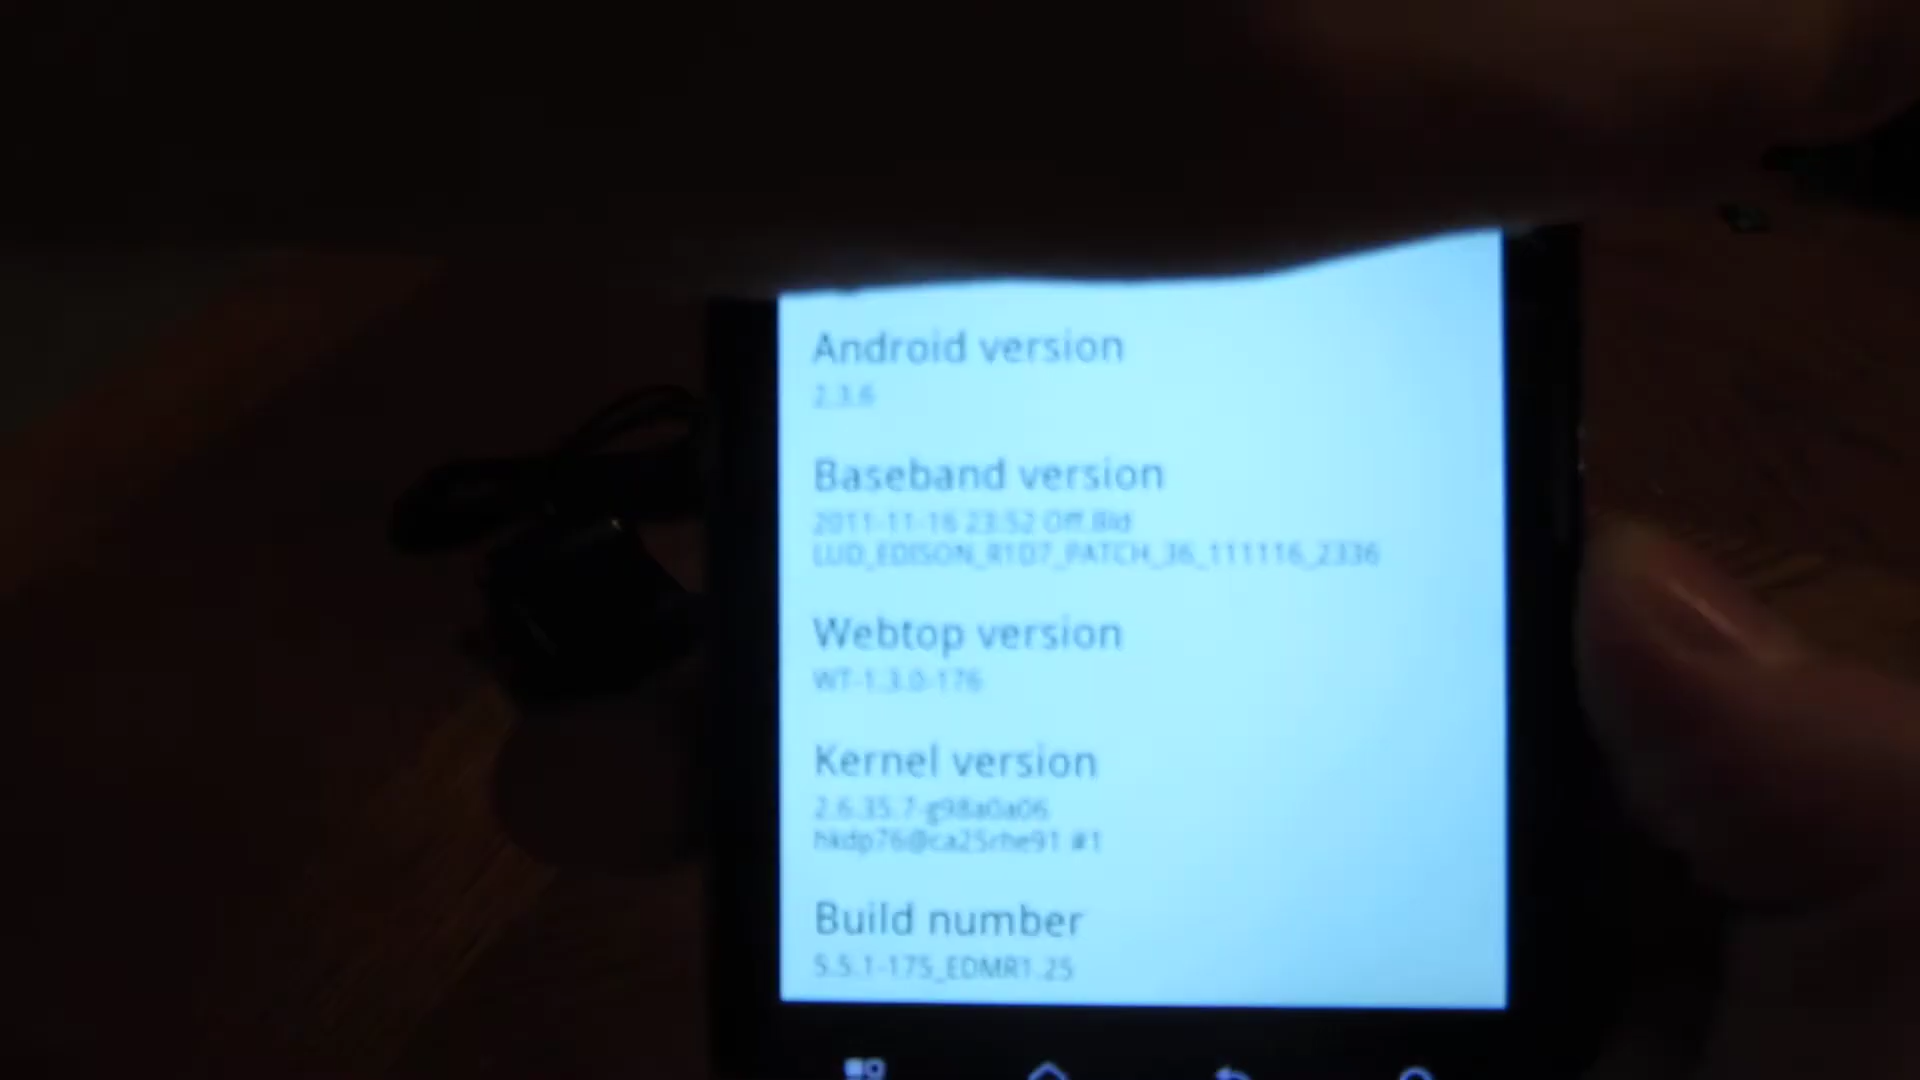 Android version
2.3.6
Baseband version
2011-11-16 23:52 Off.Bld
LUD_EDISON_R1D7_PATCH_36_111116_2336
Webtop version
WT-1.3.0-176
Kernel version
2.6.35.7-g98a0a06
hkdp76@ca25rhe91 #1
Build number
5.5.1-175_EDMR1.25